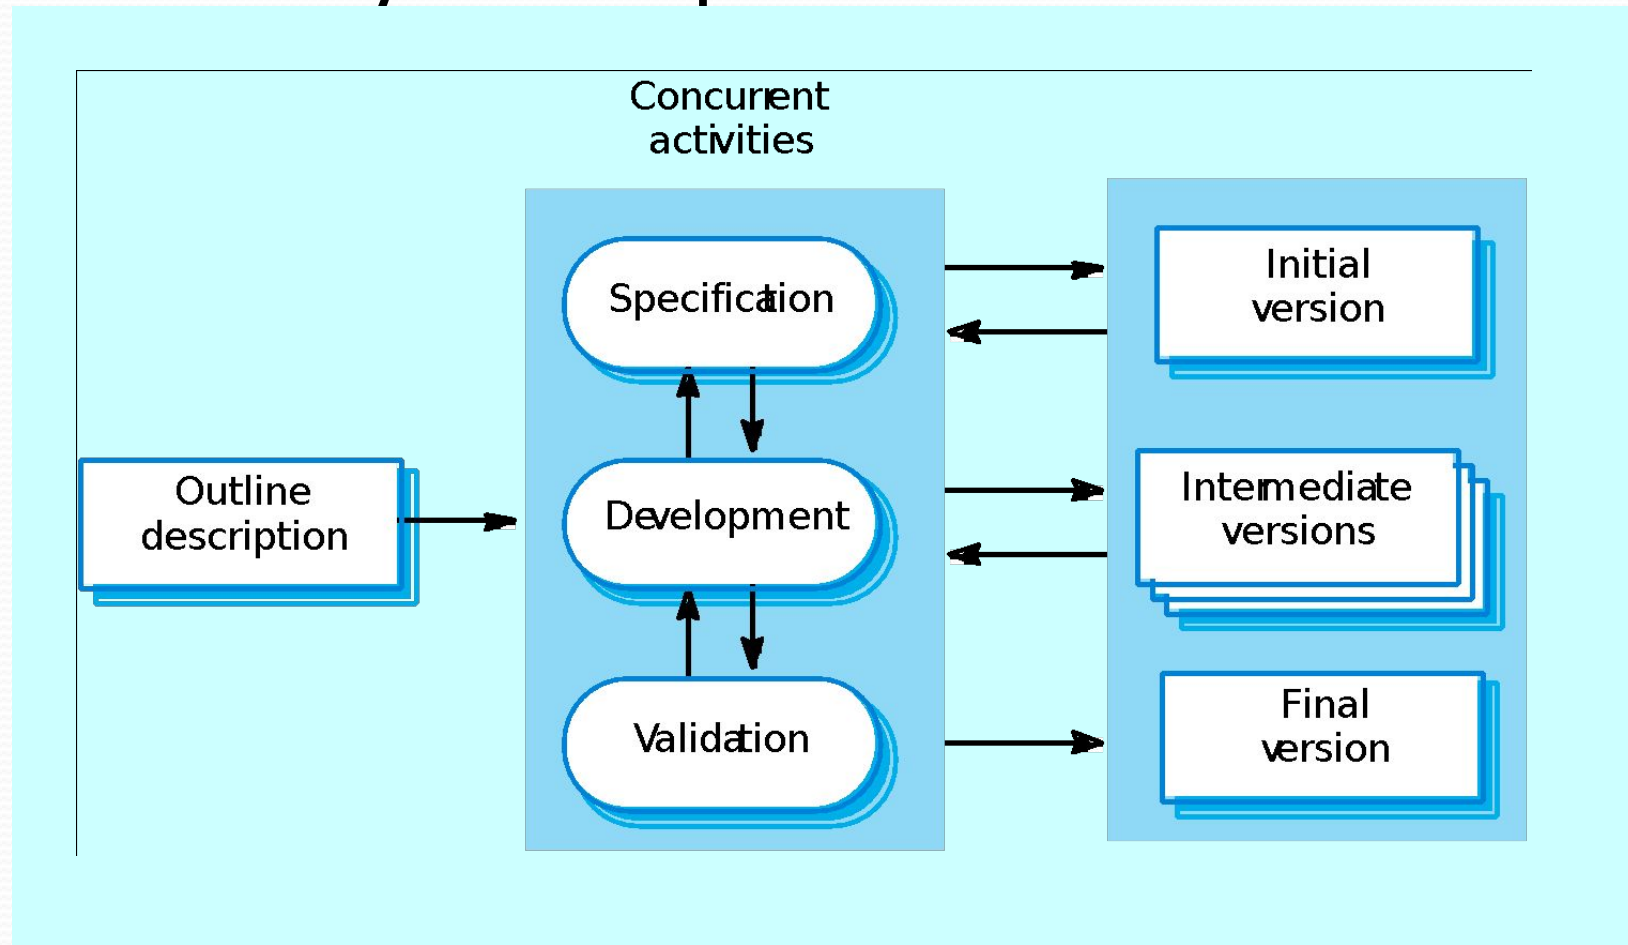 Concurrent
activities
Specification
Initial
version
Outline
description
Development
Intermediate
versions
Validation
Final
version